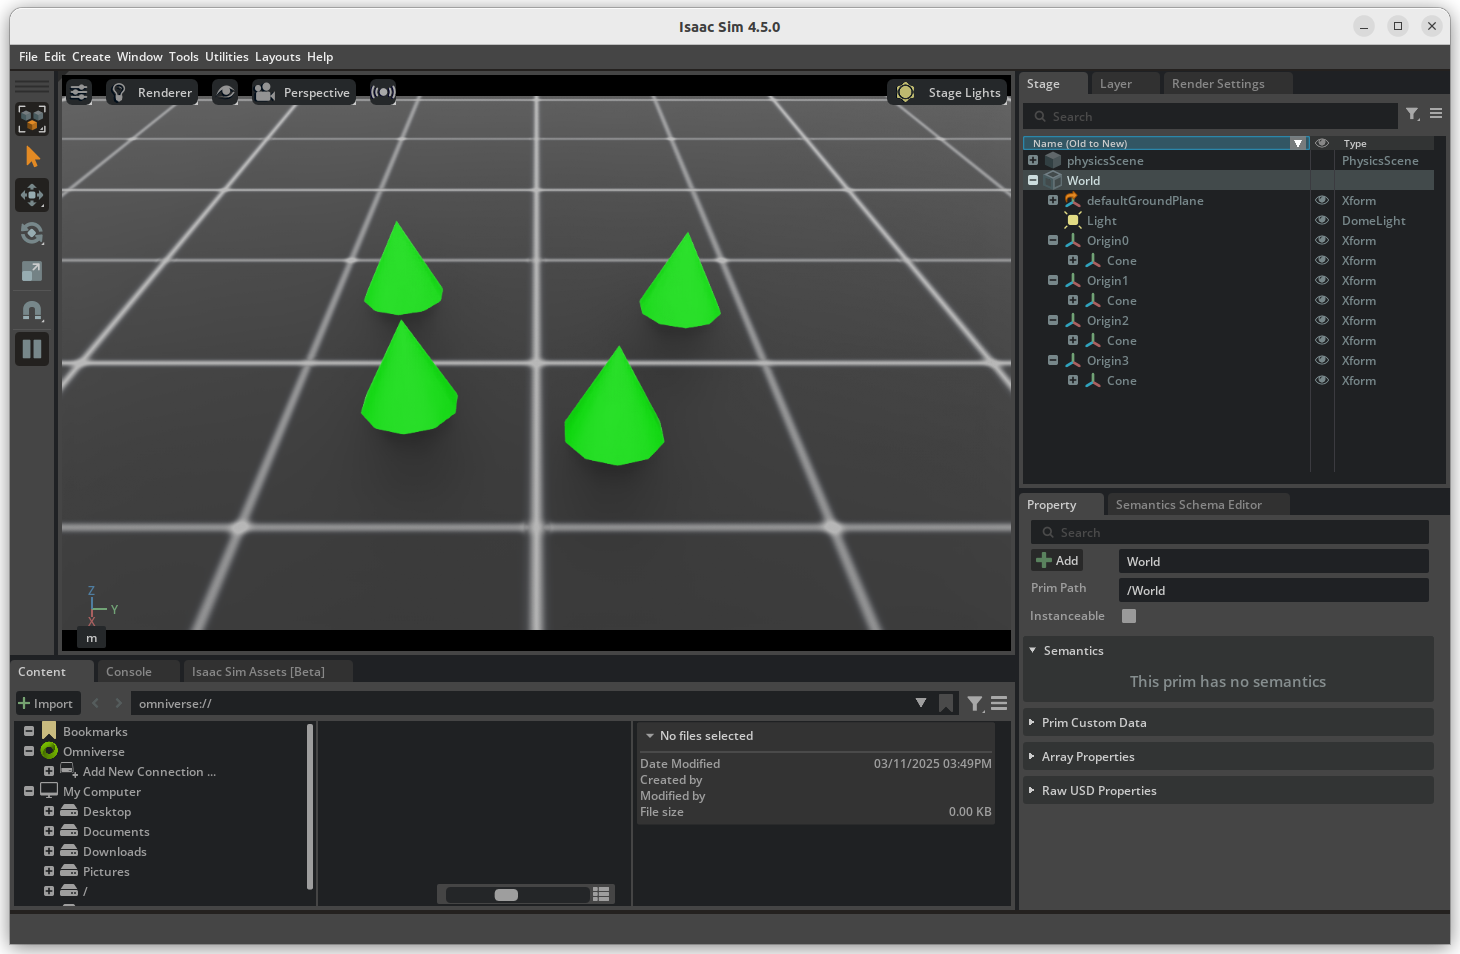 Isaac Sim 4.5.0
File Edit Create Window Tools Utilities Layouts Help
Renderer
Perspective
Stage Lights
Z
Y
X
m
Stage
Layer
Render Settings
Search
Name (Old to New)
Type
physicsScene PhysicsScene
World
defaultGroundPlane Xform
Light DomeLight
Origin0 Xform
Cone Xform
Origin1 Xform
Cone Xform
Origin2 Xform
Cone Xform
Origin3 Xform
Cone Xform
Property
Semantics Schema Editor
Search
Add World
Prim Path /World
Instanceable
Semantics
This prim has no semantics
Prim Custom Data
Array Properties
Raw USD Properties
Content
Console
Isaac Sim Assets [Beta]
Import
omniverse://
Bookmarks
Omniverse
Add New Connection ...
My Computer
Desktop
Documents
Downloads
Pictures
/
No files selected
Date Modified 03/11/2025 03:49PM
Created by
Modified by
File size 0.00 KB